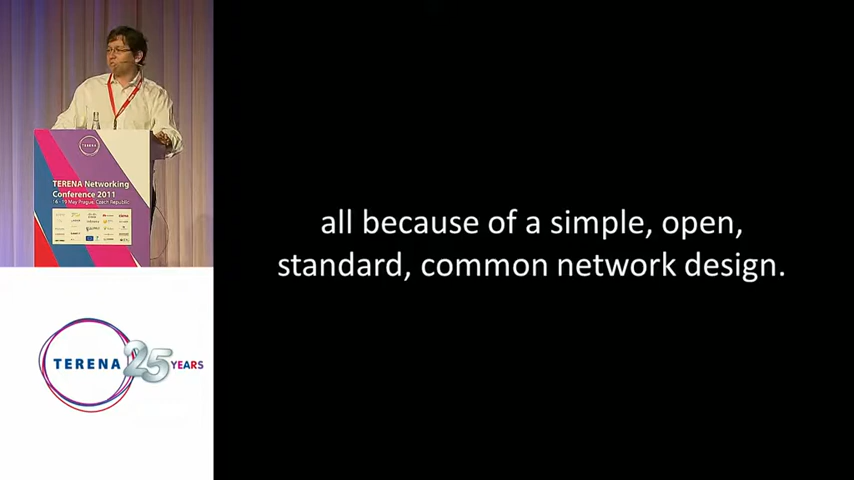 TERENA
TERENA Networking
Conference 2011
16 - 19 May Prague, Czech Republic
all because of a simple, open,
standard, common network design.
TERENA 25 YEARS